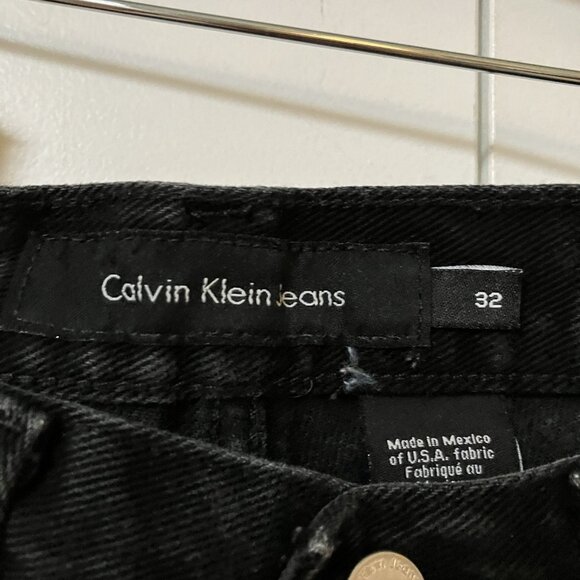 Calvin Klein Jeans
32
Made in Mexico
of U.S.A. fabric
Fabriqué au